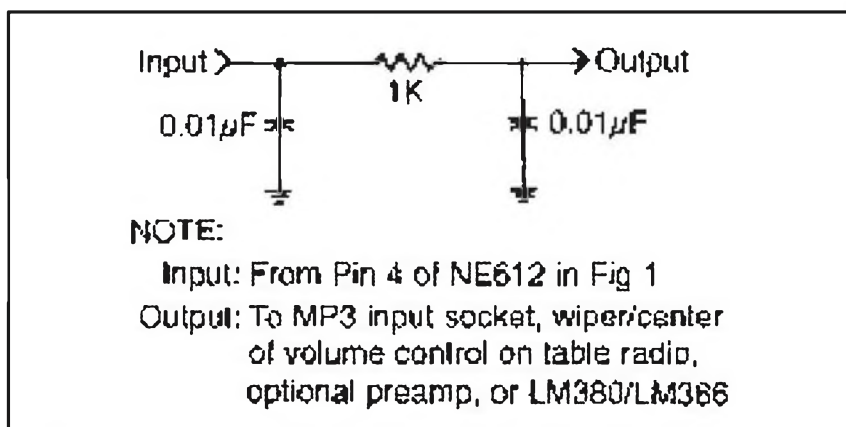 Input
Output
1K
0.01µF
0.01µF
NOTE:
Input: From Pin 4 of NE612 in Fig 1
Output: To MP3 input socket, wiper/center
of volume control on table radio,
optional preamp, or LM380/LM366